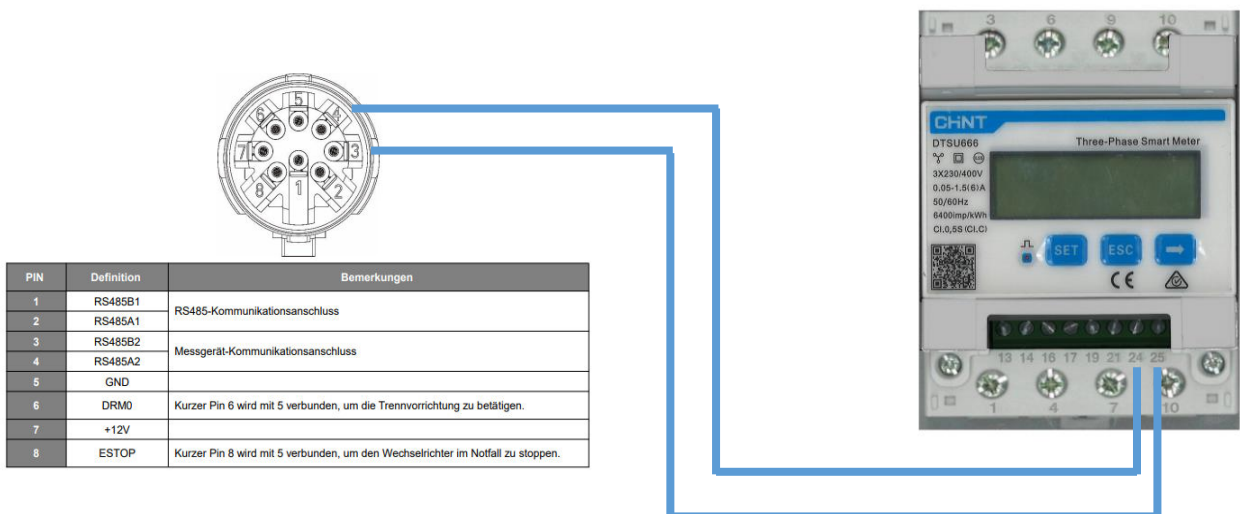 5
6 4
7 3
8 1 2
PIN Definition Bemerkungen
1 RS485B1 RS485-Kommunikationsanschluss
2 RS485A1
3 RS485B2 Messgerät-Kommunikationsanschluss
4 RS485A2
5 GND
6 DRM0 Kurzer Pin 6 wird mit 5 verbunden, um die Trennvorrichtung zu betätigen.
7 +12V
8 ESTOP Kurzer Pin 8 wird mit 5 verbunden, um den Wechselrichter im Notfall zu stoppen.
3 6 9 10
CHNT
DTSU666 Three-Phase Smart Meter
3X230/400V
0.05-1.5(6)A
50/60Hz
6400imp/kWh
Cl.0,5S (Cl.C)
SET ESC
CE
13 14 16 17 19 21 24 25
1 4 7 10